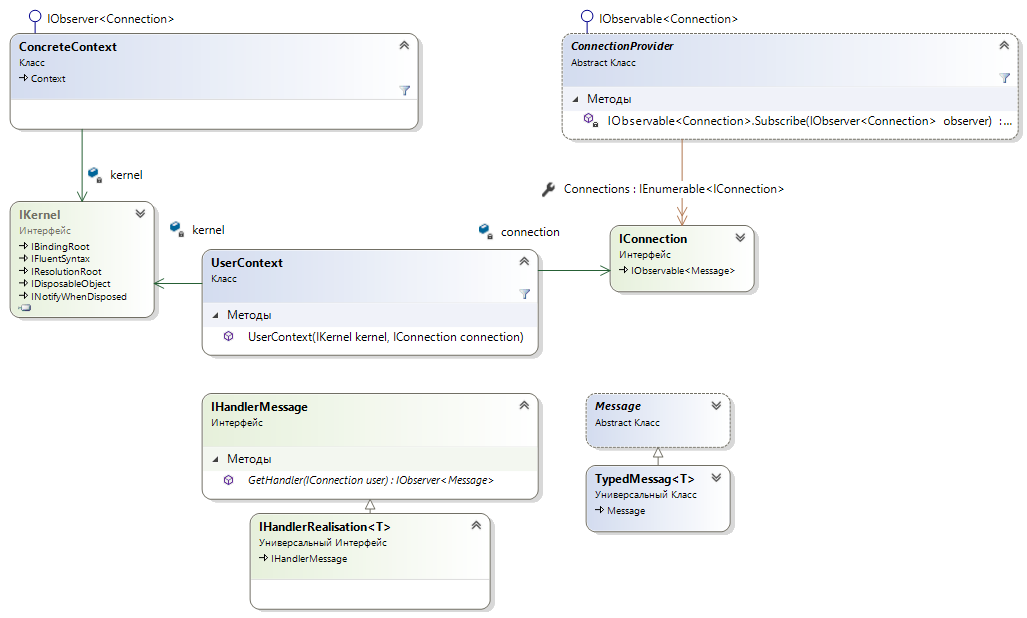 IObserver<Connection>
ConcreteContext
Класс
Context
IObservable<Connection>
ConnectionProvider
Abstract Класс
Методы
IObservable<Connection>.Subscribe(IObserver<Connection> observer) :...
kernel
Connections : IEnumerable<IConnection>
IKernel
Интерфейс
IBindingRoot
IFluentSyntax
IResolutionRoot
IDisposableObject
INotifyWhenDisposed
kernel
connection
UserContext
Класс
Методы
UserContext(IKernel kernel, IConnection connection)
IConnection
Интерфейс
IObservable<Message>
IHandlerMessage
Интерфейс
Методы
GetHandler(IConnection user) : IObserver<Message>
IHandlerRealisation<T>
Универсальный Интерфейс
IHandlerMessage
Message
Abstract Класс
TypedMessag<T>
Универсальный Класс
Message